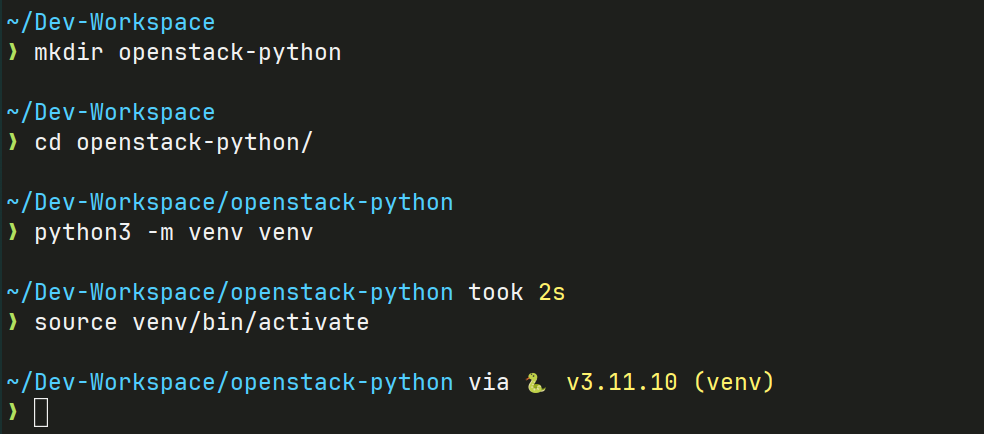 ~/Dev-Workspace
❱ mkdir openstack-python
~/Dev-Workspace
❱ cd openstack-python/
~/Dev-Workspace/openstack-python
❱ python3 -m venv venv
~/Dev-Workspace/openstack-python took 2s
❱ source venv/bin/activate
~/Dev-Workspace/openstack-python via 🐍 v3.11.10 (venv)
❱